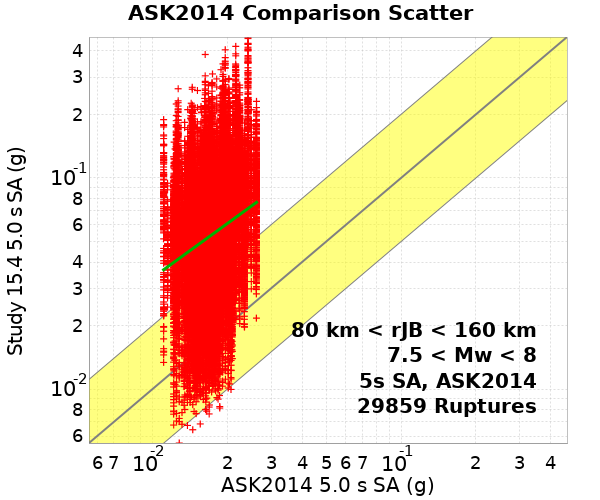 ASK2014 Comparison Scatter
Study 15.4 5.0 s SA (g)
4
3
2
10-1
8
6
4
3
2
10-2
8
6
80 km < rJB < 160 km
7.5 < Mw < 8
5s SA, ASK2014
29859 Ruptures
6 7 10-2 2 3 4 5 6 7 10-1 2 3 4
ASK2014 5.0 s SA (g)